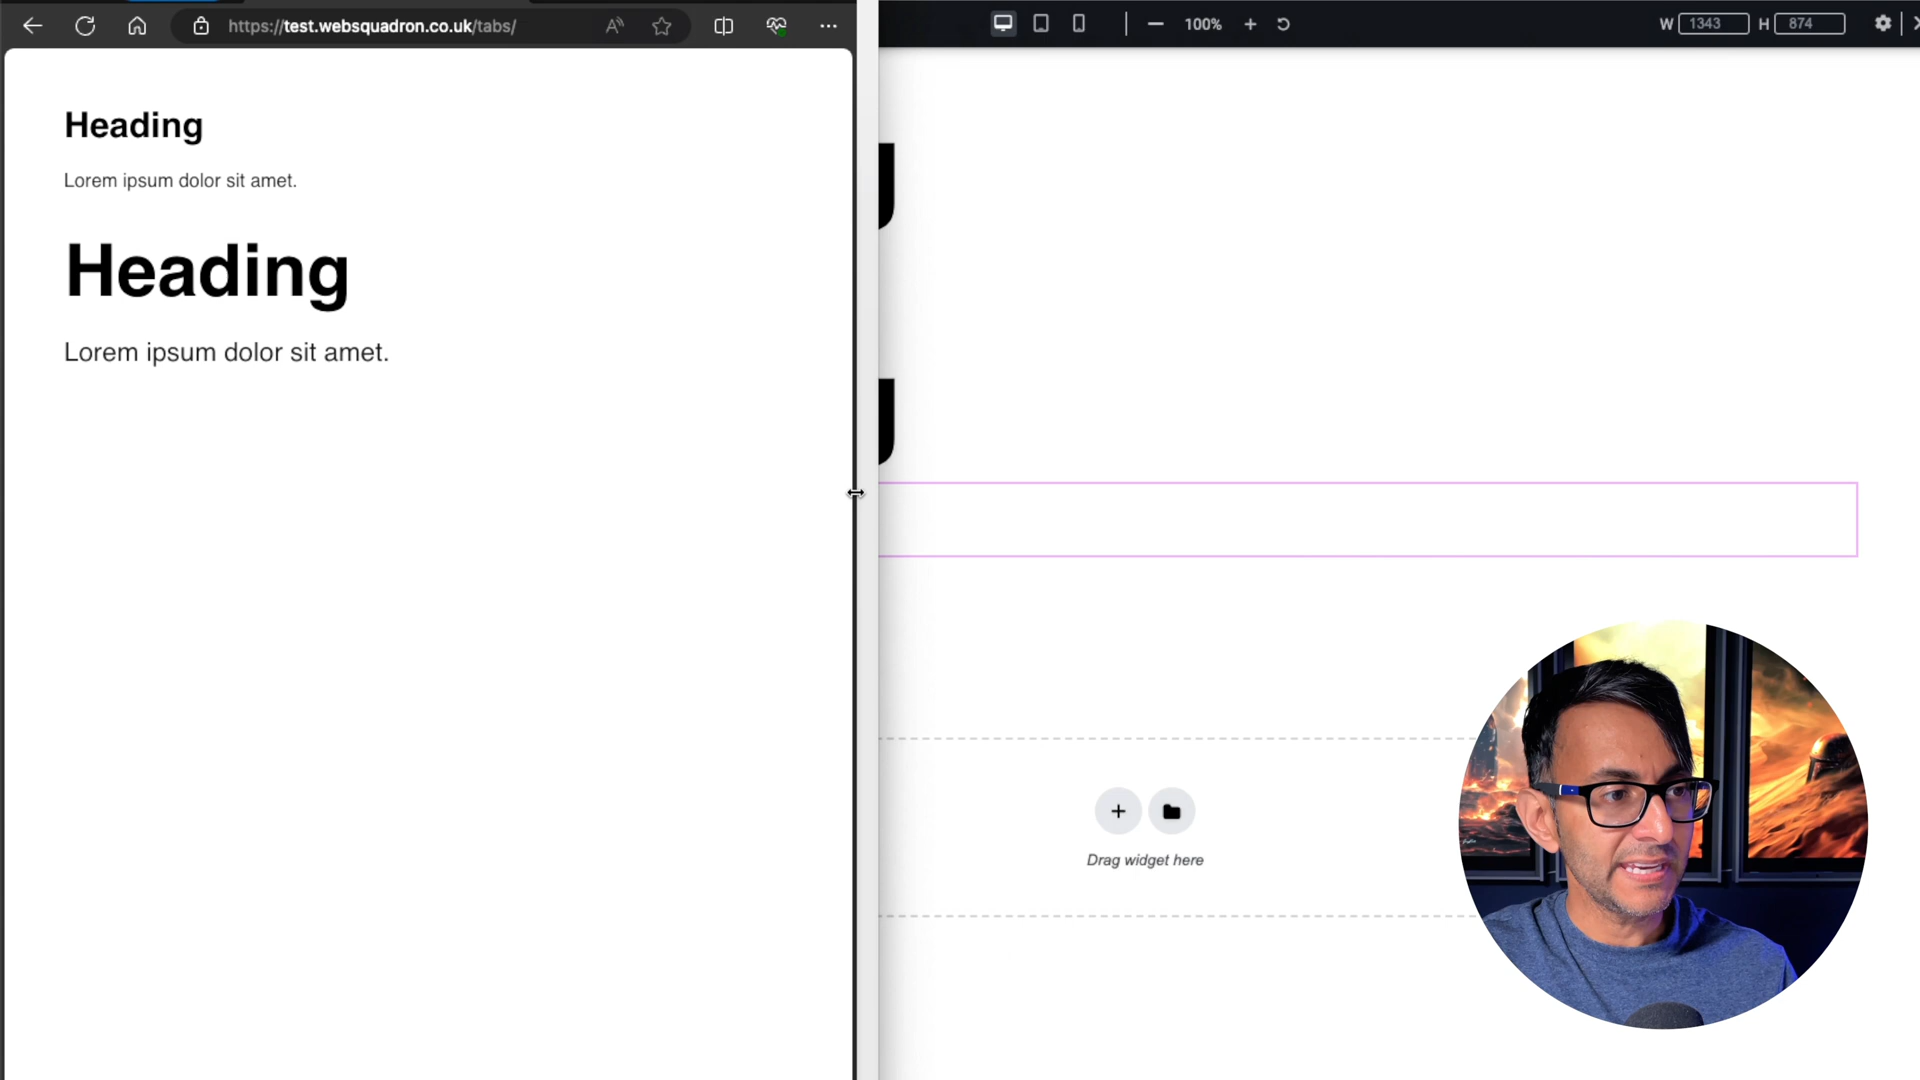 https://test.websquadron.co.uk/tabs/
100%
W 1343 H 874
Heading
Lorem ipsum dolor sit amet.
Heading
Lorem ipsum dolor sit amet.
Drag widget here